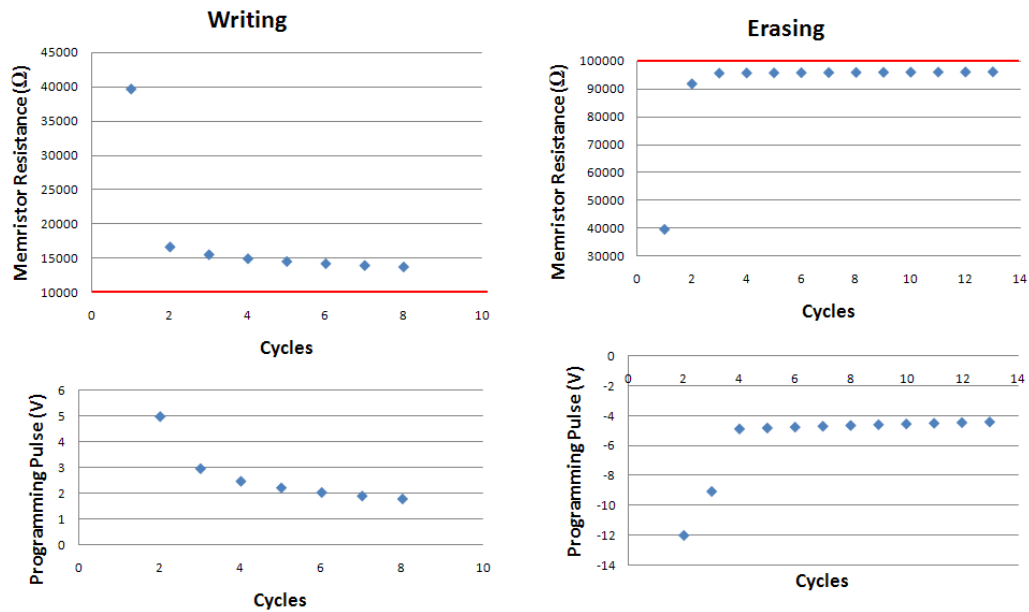 Writing
Memristor Resistance (Ω)
45000
40000
35000
30000
25000
20000
15000
10000
0 2 4 6 8 10
Cycles
Erasing
Memristor Resistance (Ω)
100000
90000
80000
70000
60000
50000
40000
30000
0 2 4 6 8 10 12 14
Cycles
Programming Pulse (V)
6
5
4
3
2
1
0
0 2 4 6 8 10
Cycles
Programming Pulse (V)
0
-2
-4
-6
-8
-10
-12
-14
0 2 4 6 8 10 12 14
Cycles